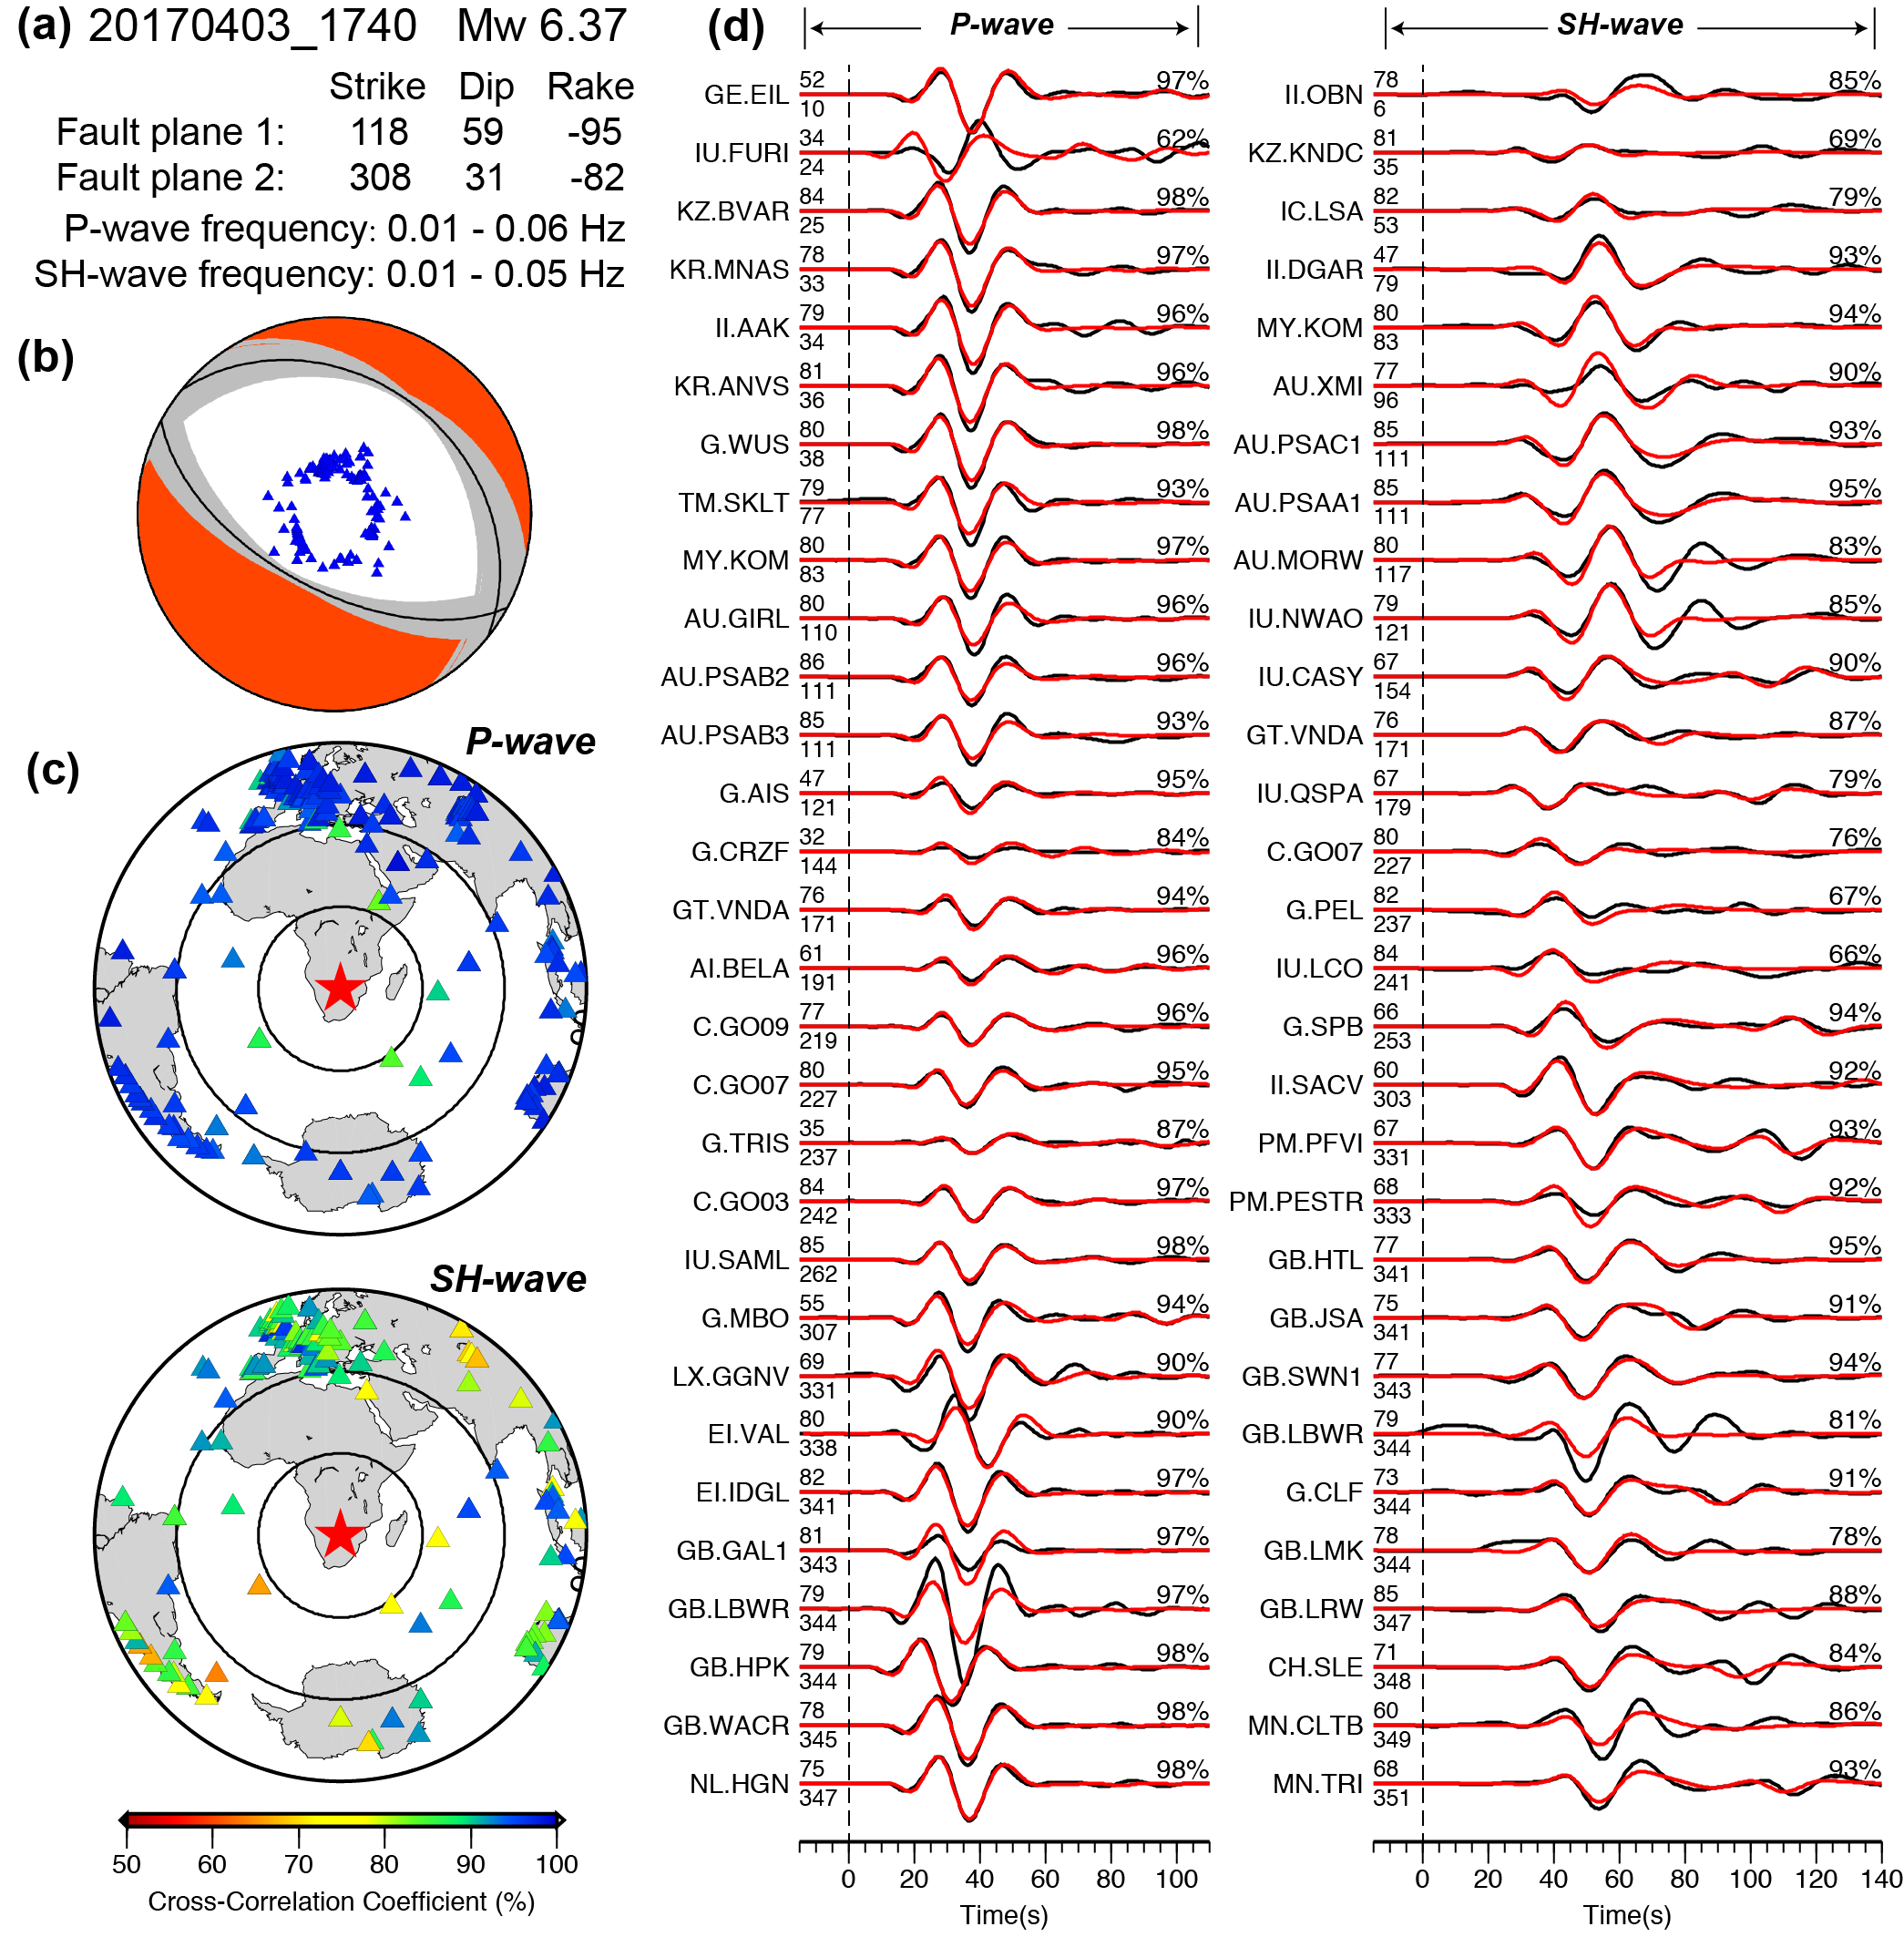 (a) 20170403_1740 Mw 6.37
Strike Dip Rake
Fault plane 1: 118 59 -95
Fault plane 2: 308 31 -82
P-wave frequency: 0.01 - 0.06 Hz
SH-wave frequency: 0.01 - 0.05 Hz
(b)
(c)
P-wave
SH-wave
50 60 70 80 90 100
Cross-Correlation Coefficient (%)
(d)
P-wave
GE.EIL 52 10 97%
IU.FURI 34 24 62%
KZ.BVAR 84 25 98%
KR.MNAS 78 33 97%
II.AAK 79 34 96%
KR.ANVS 81 36 96%
G.WUS 80 38 98%
TM.SKLT 79 77 93%
MY.KOM 80 83 97%
AU.GIRL 80 110 96%
AU.PSAB2 86 111 96%
AU.PSAB3 85 111 93%
G.AIS 47 121 95%
G.CRZF 32 144 84%
GT.VNDA 76 171 94%
AI.BELA 61 191 96%
C.GO09 77 219 96%
C.GO07 80 227 95%
G.TRIS 35 237 87%
C.GO03 84 242 97%
IU.SAML 85 262 98%
G.MBO 55 307 94%
LX.GGNV 69 331 90%
EI.VAL 80 338 90%
EI.IDGL 82 341 97%
GB.GAL1 81 343 97%
GB.LBWR 79 344 97%
GB.HPK 79 344 98%
GB.WACR 78 345 98%
NL.HGN 75 347 98%
0 20 40 60 80 100
Time(s)
SH-wave
II.OBN 78 6 85%
KZ.KNDC 81 35 69%
IC.LSA 82 53 79%
II.DGAR 47 79 93%
MY.KOM 80 83 94%
AU.XMI 77 96 90%
AU.PSAC1 85 111 93%
AU.PSAA1 85 111 95%
AU.MORW 80 117 83%
IU.NWAO 79 121 85%
IU.CASY 67 154 90%
GT.VNDA 76 171 87%
IU.QSPA 67 179 79%
C.GO07 80 227 76%
G.PEL 82 237 67%
IU.LCO 84 241 66%
G.SPB 66 253 94%
II.SACV 60 303 92%
PM.PFVI 67 331 93%
PM.PESTR 68 333 92%
GB.HTL 77 341 95%
GB.JSA 75 341 91%
GB.SWN1 77 343 94%
GB.LBWR 79 344 81%
G.CLF 73 344 91%
GB.LMK 78 344 78%
GB.LRW 85 347 88%
CH.SLE 71 348 84%
MN.CLTB 60 349 86%
MN.TRI 68 351 93%
0 20 40 60 80 100 120 140
Time(s)